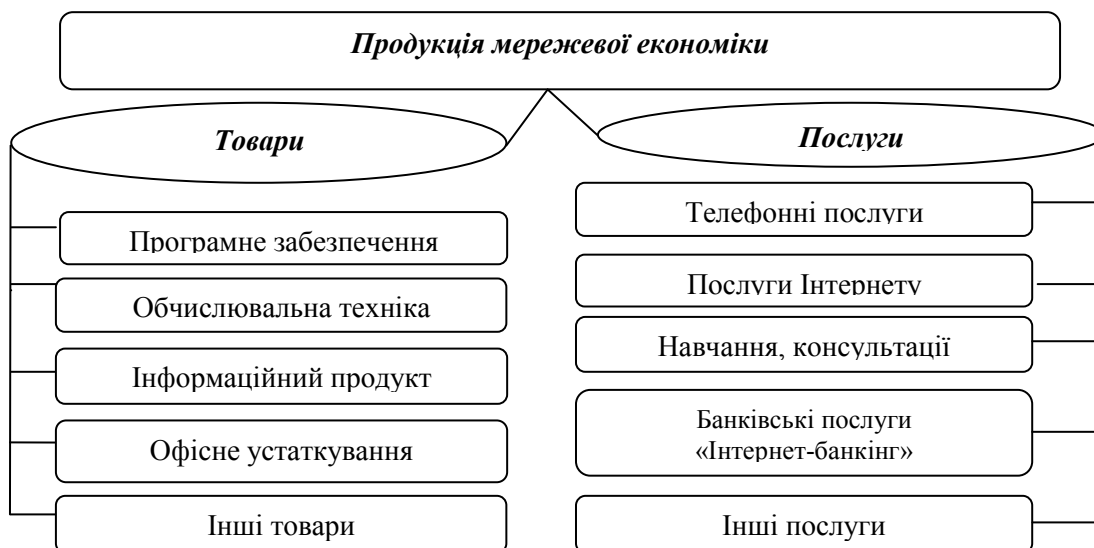 Продукція мережевої економіки
Товари
Програмне забезпечення
Обчислювальна техніка
Інформаційний продукт
Офісне устаткування
Інші товари
Послуги
Телефонні послуги
Послуги Інтернету
Навчання, консультації
Банківські послуги
«Інтернет-банкінг»
Інші послуги